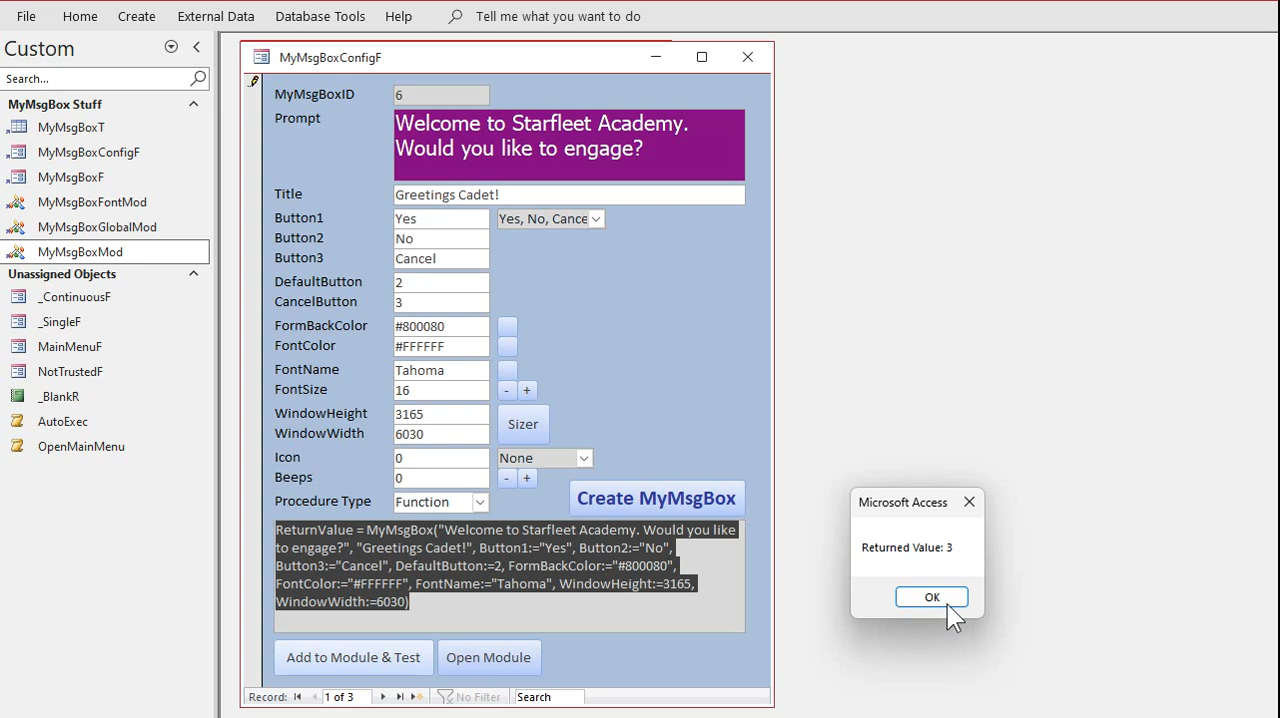 File Home Create External Data Database Tools Help Tell me what you want to do
Custom
Search...
MyMsgBox Stuff
MyMsgBoxT
MyMsgBoxConfigF
MyMsgBoxF
MyMsgBoxFontMod
MyMsgBoxGlobalMod
MyMsgBoxMod
Unassigned Objects
_ContinuousF
_SingleF
MainMenuF
NotTrustedF
_BlankR
AutoExec
OpenMainMenu
MyMsgBoxConfigF
MyMsgBoxID 6
Prompt Welcome to Starfleet Academy.
Would you like to engage?
Title Greetings Cadet!
Button1 Yes Yes, No, Cance
Button2 No
Button3 Cancel
DefaultButton 2
CancelButton 3
FormBackColor #800080
FontColor #FFFFFF
FontName Tahoma
FontSize 16 - +
WindowHeight 3165
Sizer
WindowWidth 6030
Icon 0 None
Beeps 0 - +
Procedure Type Function
Create MyMsgBox
ReturnValue = MyMsgBox("Welcome to Starfleet Academy. Would you like
to engage?", "Greetings Cadet!", Button1:="Yes", Button2:="No",
Button3:="Cancel", DefaultButton:=2, FormBackColor:="#800080",
FontColor:="#FFFFFF", FontName:="Tahoma", WindowHeight:=3165,
WindowWidth:=6030)
Add to Module & Test Open Module
Record: 1 of 3 No Filter Search
Microsoft Access
Returned Value: 3
OK